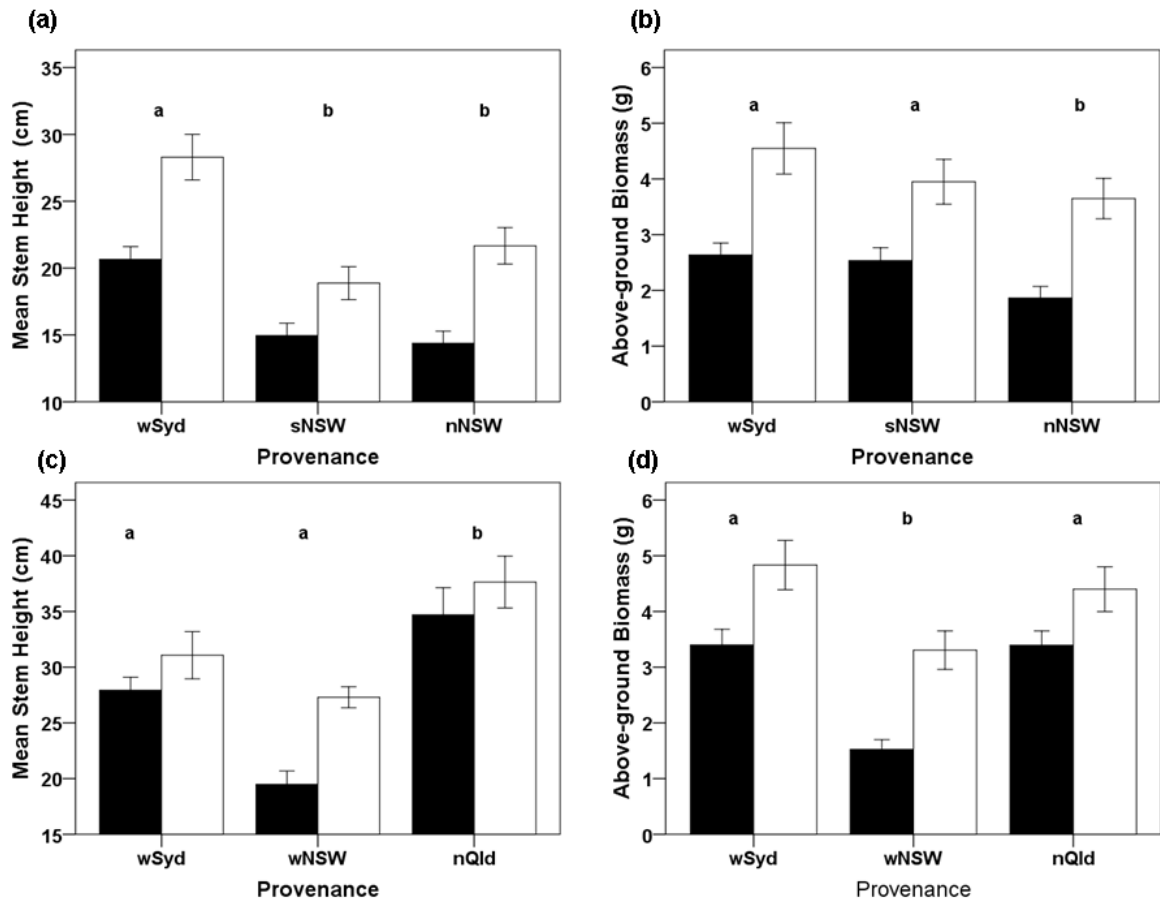 (a)
Mean Stem Height (cm)
35
30
25
20
15
10
a
b
b
wSyd
sNSW
nNSW
Provenance
(b)
Above-ground Biomass (g)
6
5
4
3
2
1
0
a
a
b
wSyd
sNSW
nNSW
Provenance
(c)
Mean Stem Height (cm)
45
40
35
30
25
20
15
a
a
b
wSyd
wNSW
nQld
Provenance
(d)
Above-ground Biomass (g)
6
5
4
3
2
1
0
a
b
a
wSyd
wNSW
nQld
Provenance